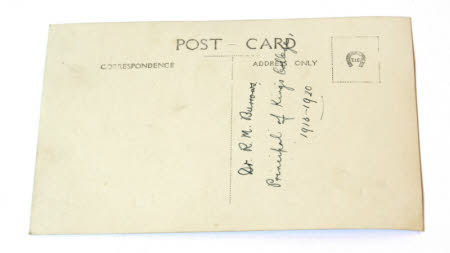 POST - CARD
CORRESPONDENCE
ADDRESS ONLY
Dr. R. M. Burrows
Principal of King's College,
1913-1920